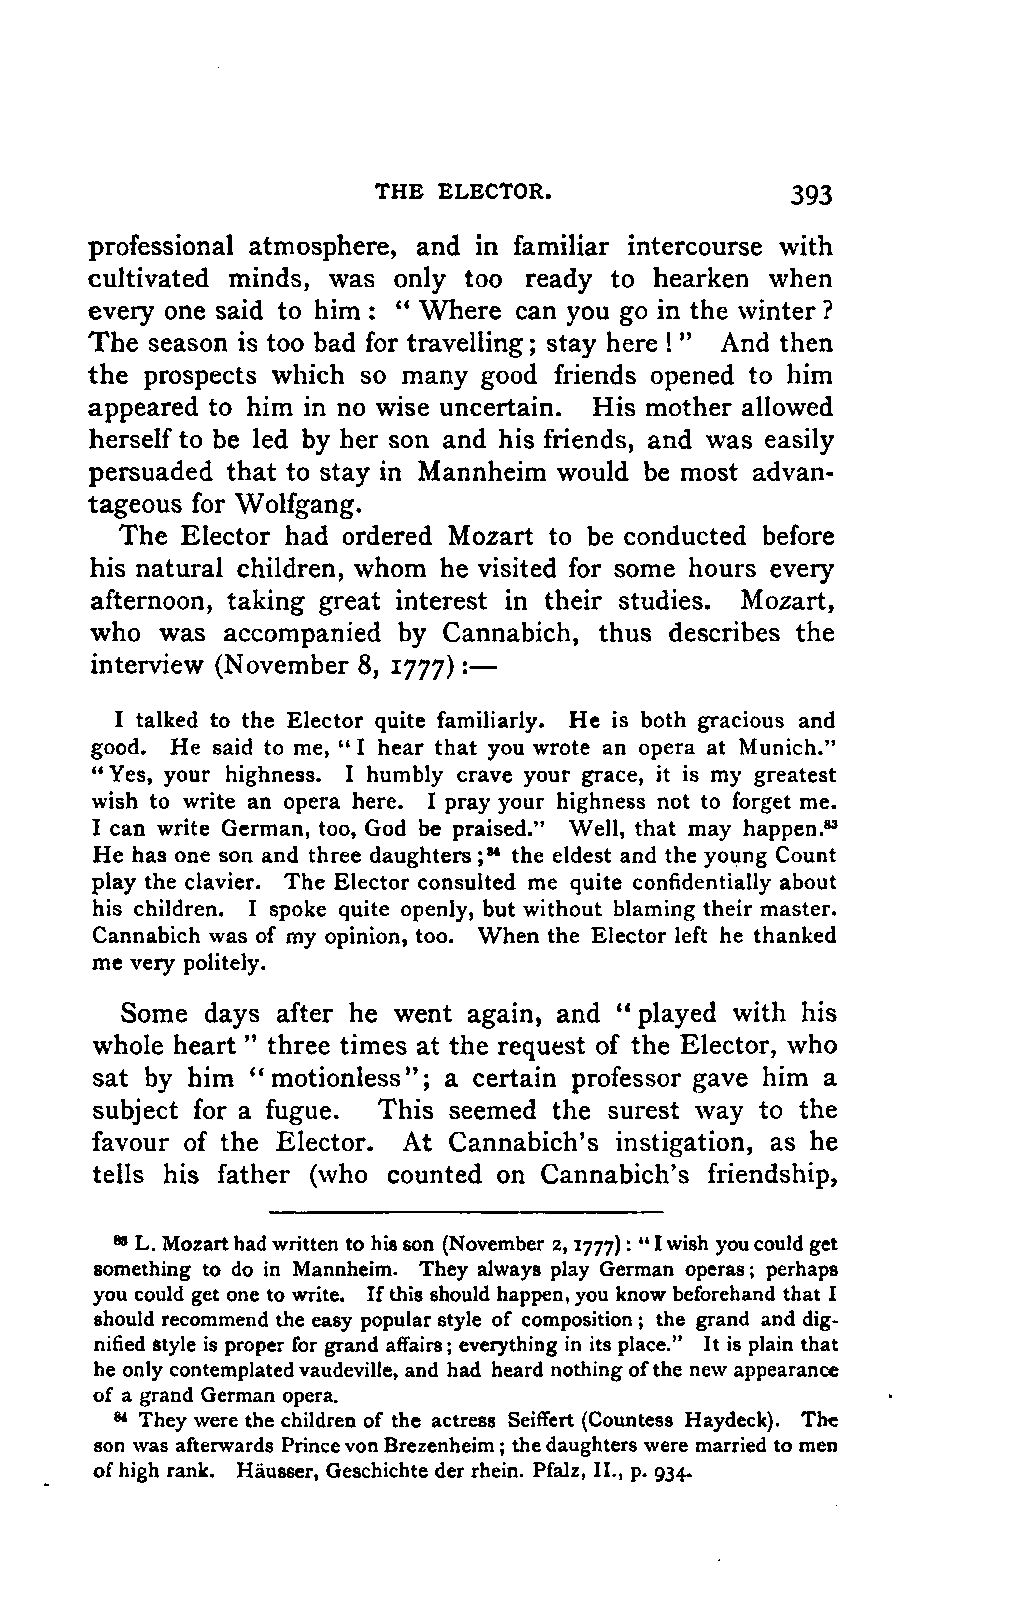 THE ELECTOR. 393
professional atmosphere, and in familiar intercourse with
cultivated minds, was only too ready to hearken when
every one said to him : “ Where can you go in the winter ?
The season is too bad for travelling ; stay here ! ” And then
the prospects which so many good friends opened to him
appeared to him in no wise uncertain. His mother allowed
herself to be led by her son and his friends, and was easily
persuaded that to stay in Mannheim would be most advan-
tageous for Wolfgang.
The Elector had ordered Mozart to be conducted before
his natural children, whom he visited for some hours every
afternoon, taking great interest in their studies. Mozart,
who was accompanied by Cannabich, thus describes the
interview (November 8, 1777) :—
I talked to the Elector quite familiarly. He is both gracious and
good. He said to me, “ I hear that you wrote an opera at Munich.”
“ Yes, your highness. I humbly crave your grace, it is my greatest
wish to write an opera here. I pray your highness not to forget me.
I can write German, too, God be praised.” Well, that may happen.⁸³
He has one son and three daughters ;⁸⁴ the eldest and the young Count
play the clavier. The Elector consulted me quite confidentially about
his children. I spoke quite openly, but without blaming their master.
Cannabich was of my opinion, too. When the Elector left he thanked
me very politely.
Some days after he went again, and “ played with his
whole heart ” three times at the request of the Elector, who
sat by him “ motionless ”; a certain professor gave him a
subject for a fugue. This seemed the surest way to the
favour of the Elector. At Cannabich’s instigation, as he
tells his father (who counted on Cannabich’s friendship,
⁸³ L. Mozart had written to his son (November 2, 1777) : “ I wish you could get
something to do in Mannheim. They always play German operas ; perhaps
you could get one to write. If this should happen, you know beforehand that I
should recommend the easy popular style of composition ; the grand and dig-
nified style is proper for grand affairs ; everything in its place.” It is plain that
he only contemplated vaudeville, and had heard nothing of the new appearance
of a grand German opera.
⁸⁴ They were the children of the actress Seiffert (Countess Haydeck). The
son was afterwards Prince von Brezenheim ; the daughters were married to men
of high rank. Häusser, Geschichte der rhein. Pfalz, II., p. 934.